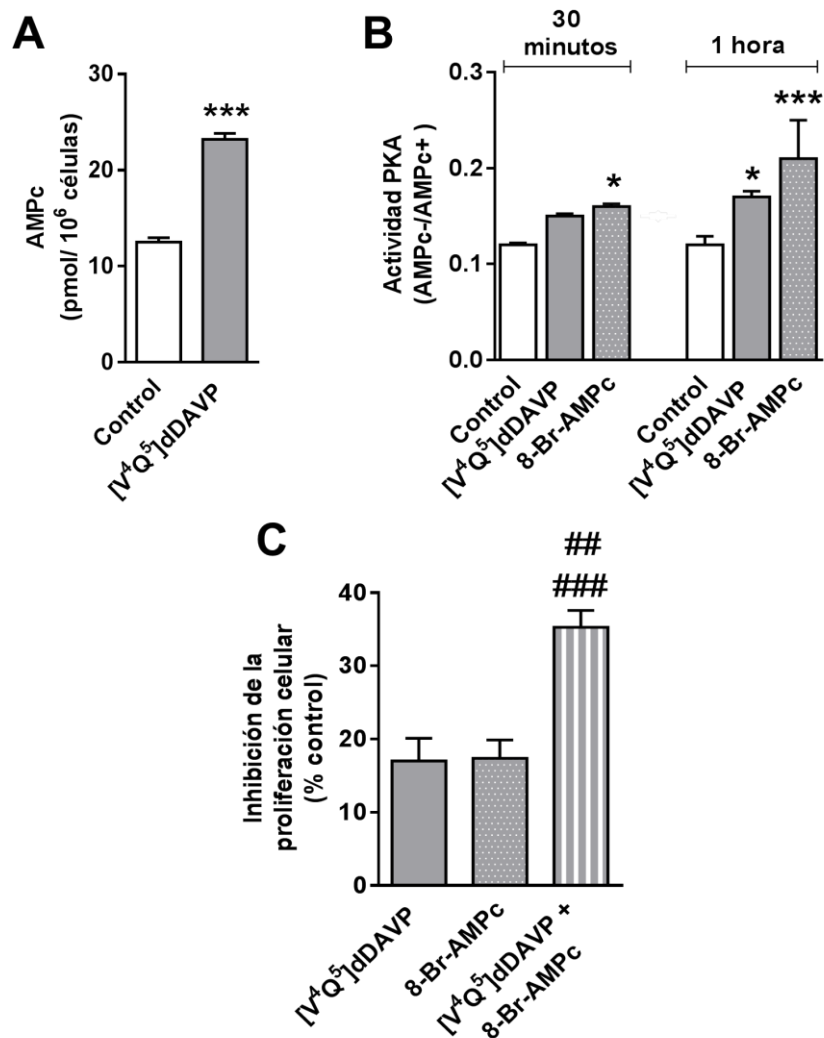 A
AMPc
(pmol/ 10⁶ células)
30
20
10
0
***
Control
[V⁴Q⁵]dDAVP
B
30
minutos
1 hora
Actividad PKA
(AMPc-/AMPc+ )
0.3
0.2
0.1
0.0
*
*
***
Control
[V⁴Q⁵]dDAVP
8-Br-AMPc
Control
[V⁴Q⁵]dDAVP
8-Br-AMPc
C
Inhibición de la
proliferación celular
(% control)
40
30
20
10
0
##
###
[V⁴Q⁵]dDAVP
8-Br-AMPc
[V⁴Q⁵]dDAVP +
8-Br-AMPc